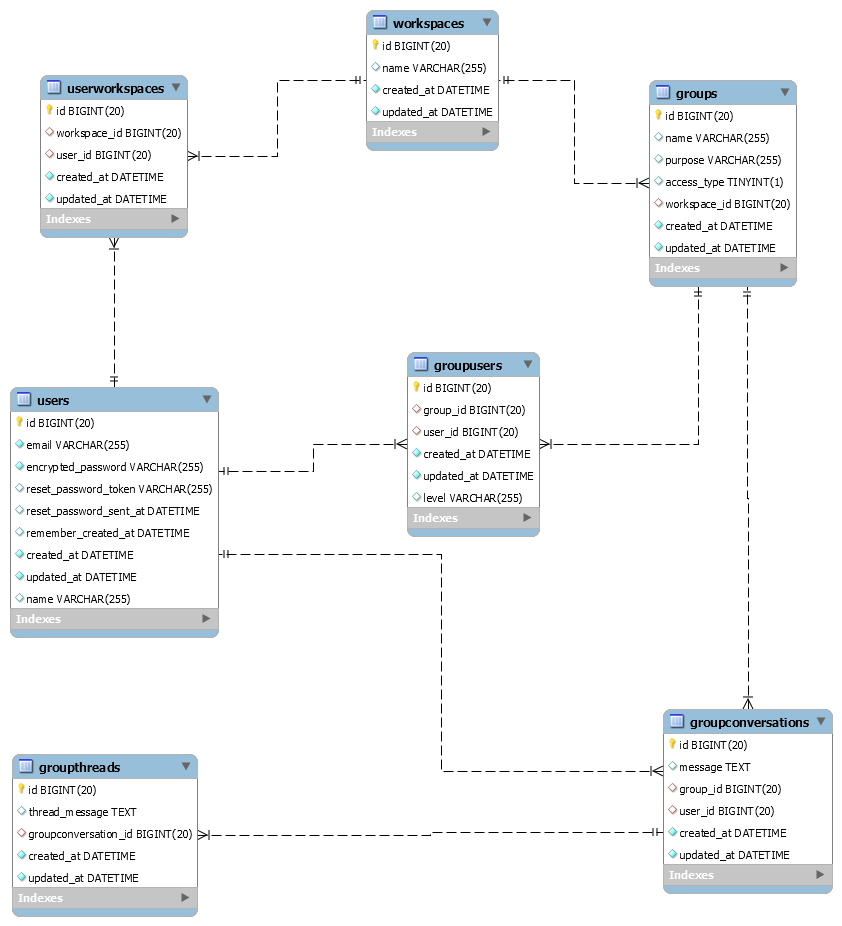 workspaces
id BIGINT(20)
name VARCHAR(255)
created_at DATETIME
updated_at DATETIME
Indexes
userworkspaces
id BIGINT(20)
workspace_id BIGINT(20)
user_id BIGINT(20)
created_at DATETIME
updated_at DATETIME
Indexes
groups
id BIGINT(20)
name VARCHAR(255)
purpose VARCHAR(255)
access_type TINYINT(1)
workspace_id BIGINT(20)
created_at DATETIME
updated_at DATETIME
Indexes
groupusers
id BIGINT(20)
group_id BIGINT(20)
user_id BIGINT(20)
created_at DATETIME
updated_at DATETIME
level VARCHAR(255)
Indexes
users
id BIGINT(20)
email VARCHAR(255)
encrypted_password VARCHAR(255)
reset_password_token VARCHAR(255)
reset_password_sent_at DATETIME
remember_created_at DATETIME
created_at DATETIME
updated_at DATETIME
name VARCHAR(255)
Indexes
groupconversations
id BIGINT(20)
message TEXT
group_id BIGINT(20)
user_id BIGINT(20)
created_at DATETIME
updated_at DATETIME
Indexes
groupthreads
id BIGINT(20)
thread_message TEXT
groupconversation_id BIGINT(20)
created_at DATETIME
updated_at DATETIME
Indexes